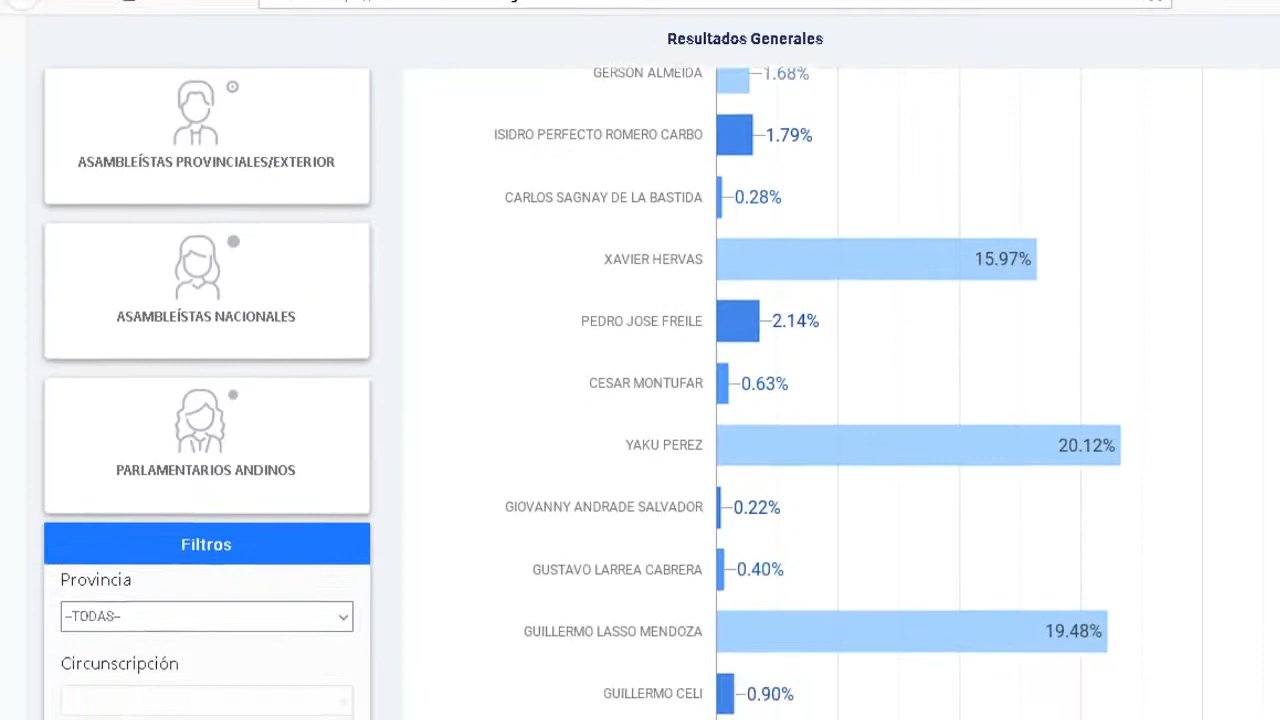 Resultados Generales
ASAMBLEÍSTAS PROVINCIALES/EXTERIOR
ASAMBLEÍSTAS NACIONALES
PARLAMENTARIOS ANDINOS
Filtros
Provincia
--TODAS--
Circunscripción
GERSON ALMEIDA 1.68%
ISIDRO PERFECTO ROMERO CARBO 1.79%
CARLOS SAGNAY DE LA BASTIDA 0.28%
XAVIER HERVAS 15.97%
PEDRO JOSE FREILE 2.14%
CESAR MONTUFAR 0.63%
YAKU PEREZ 20.12%
GIOVANNY ANDRADE SALVADOR 0.22%
GUSTAVO LARREA CABRERA 0.40%
GUILLERMO LASSO MENDOZA 19.48%
GUILLERMO CELI 0.90%